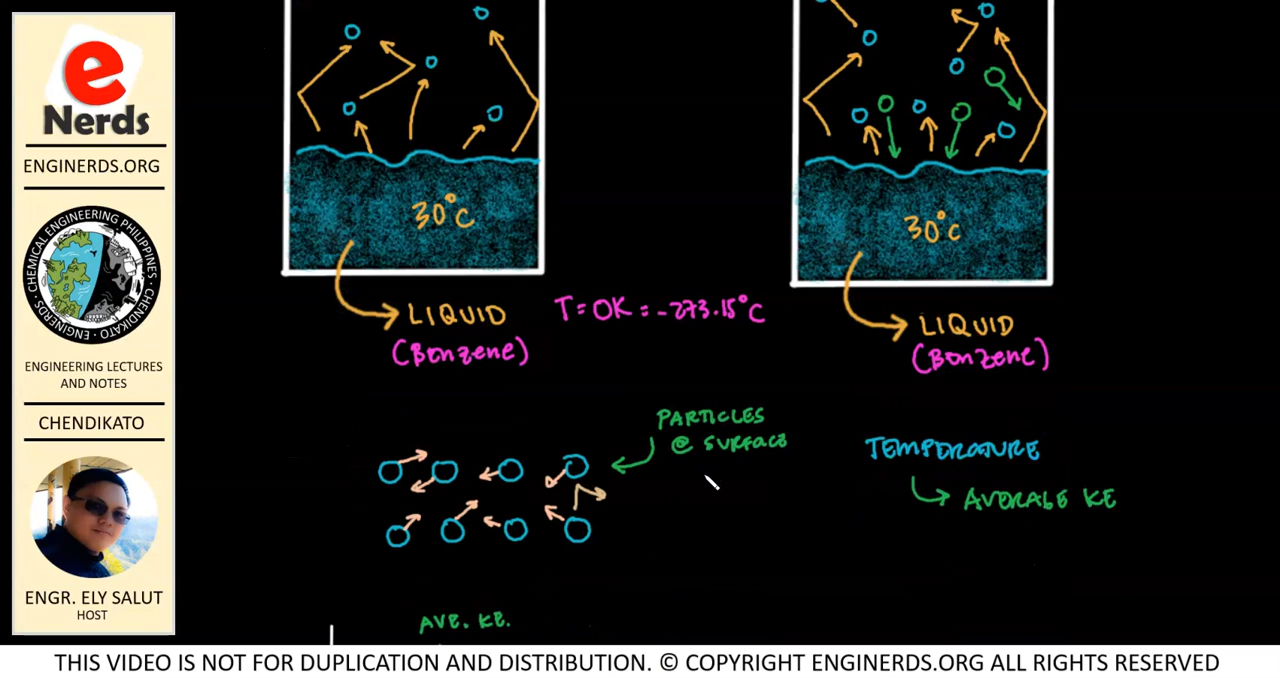 e
Nerds
ENGINERDS.ORG
CHEMICAL ENGINEERING PHILIPPINES • CHENDIKATO • ENGINERDS •
ENGINEERING LECTURES
AND NOTES
CHENDIKATO
ENGR. ELY SALUT
HOST
30°C
LIQUID
(Benzene)
T = 0K = -273.15°C
30°C
LIQUID
(Benzene)
PARTICLES
@ SURFACE
TEMPERATURE
AVERAGE KE
AVE. KE.
THIS VIDEO IS NOT FOR DUPLICATION AND DISTRIBUTION. © COPYRIGHT ENGINERDS.ORG ALL RIGHTS RESERVED